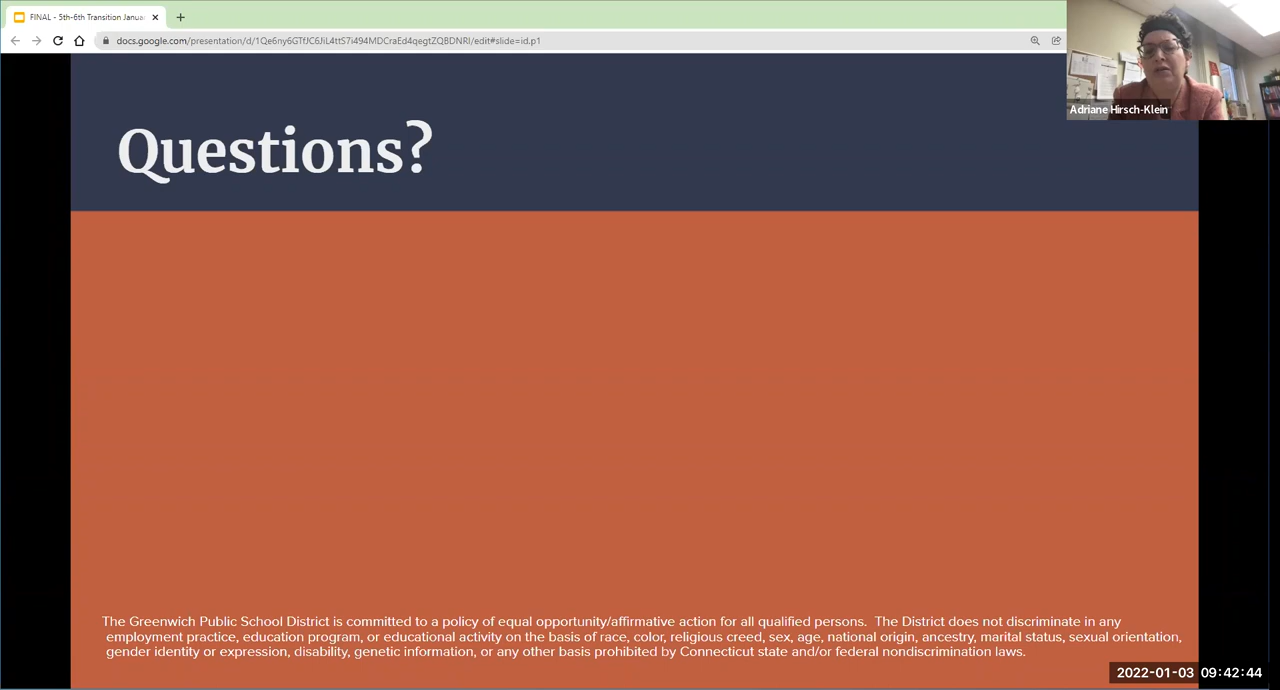 FINAL - 5th-6th Transition Janua
docs.google.com/presentation/d/1Qe6ny6GTfJC6JiL4ttS7i494MDCraEd4qegtZQBDNRI/edit#slide=id.p1
Adriane Hirsch-Klein
Questions?
The Greenwich Public School District is committed to a policy of equal opportunity/affirmative action for all qualified persons. The District does not discriminate in any
employment practice, education program, or educational activity on the basis of race, color, religious creed, sex, age, national origin, ancestry, marital status, sexual orientation,
gender identity or expression, disability, genetic information, or any other basis prohibited by Connecticut state and/or federal nondiscrimination laws.
2022-01-03 09:42:44